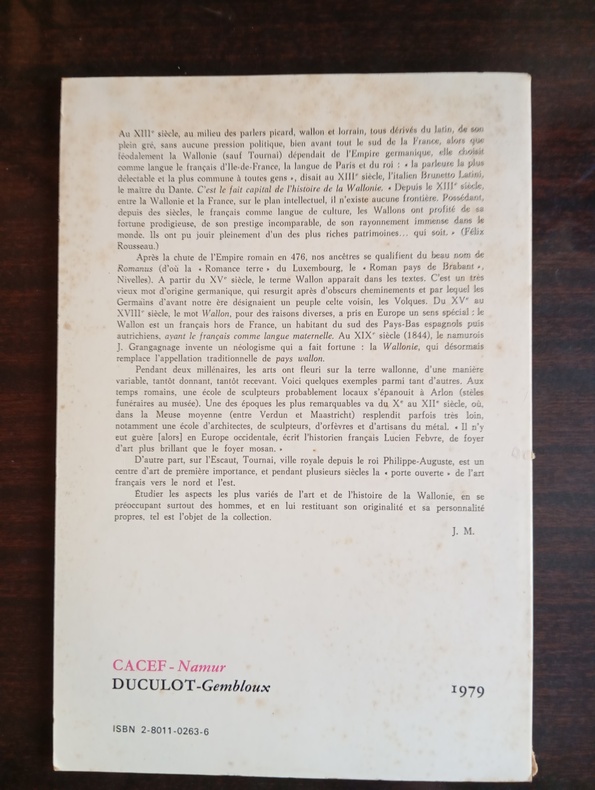 Au XIIIe siècle, au milieu des parlers picard, wallon et lorrain, tous dérivés du latin, de son
plein gré, sans aucune pression politique, bien avant tout le sud de la France, alors que
féodalement la Wallonie (sauf Tournai) dépendait de l'Empire germanique, elle choisit
comme langue le français d'Ile-de-France, la langue de Paris et du roi : « la parleure la plus
délectable et la plus commune à toutes gens », disait au XIIIe siècle, l'italien Brunetto Latini,
le maître du Dante. C'est le fait capital de l'histoire de la Wallonie. « Depuis le XIIIe siècle,
entre la Wallonie et la France, sur le plan intellectuel, il n'existe aucune frontière. Possédant,
depuis des siècles, le français comme langue de culture, les Wallons ont profité de sa
fortune prodigieuse, de son prestige incomparable, de son rayonnement immense dans le
monde. Ils ont pu jouir pleinement d'un des plus riches patrimoines... qui soit. » (Félix
Rousseau.)
Après la chute de l'Empire romain en 476, nos ancêtres se qualifient du beau nom de
Romanus (d'où la « Romance terre » du Luxembourg, le « Roman pays de Brabant »,
Nivelles). A partir du XVe siècle, le terme Wallon apparaît dans les textes. C'est un très
vieux mot d'origine germanique, qui resurgit après d'obscurs cheminements et par lequel les
Germains d'avant notre ère désignaient un peuple celte voisin, les Volques. Du XVe au
XVIIIe siècle, le mot Wallon, pour des raisons diverses, a pris en Europe un sens spécial : le
Wallon est un français hors de France, un habitant du sud des Pays-Bas espagnols puis
autrichiens, ayant le français comme langue maternelle. Au XIXe siècle (1844), le namurois
J. Grangagnage invente un néologisme qui a fait fortune : la Wallonie, qui désormais
remplace l'appellation traditionnelle de pays wallon.
Pendant deux millénaires, les arts ont fleuri sur la terre wallonne, d'une manière
variable, tantôt donnant, tantôt recevant. Voici quelques exemples parmi tant d'autres. Aux
temps romains, une école de sculpteurs probablement locaux s'épanouit à Arlon (stèles
funéraires au musée). Une des époques les plus remarquables va du Xe au XIIe siècle, où,
dans la Meuse moyenne (entre Verdun et Maastricht) resplendit parfois très loin,
notamment une école d'architectes, de sculpteurs, d'orfèvres et d'artisans du métal. « Il n'y
eut guère [alors] en Europe occidentale, écrit l'historien français Lucien Febvre, de foyer
d'art plus brillant que le foyer mosan. »
D'autre part, sur l'Escaut, Tournai, ville royale depuis le roi Philippe-Auguste, est un
centre d'art de première importance, et pendant plusieurs siècles la « porte ouverte » de l'art
français vers le nord et l'est.
Étudier les aspects les plus variés de l'art et de l'histoire de la Wallonie, en se
préoccupant surtout des hommes, et en lui restituant son originalité et sa personnalité
propres, tel est l'objet de la collection.
J. M.
CACEF - Namur
DUCULOT-Gembloux
1979
ISBN 2-8011-0263-6